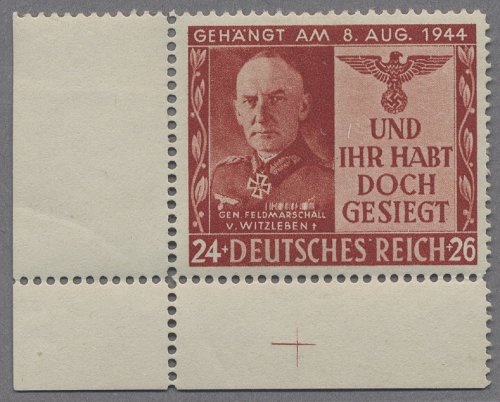 GEHÄNGT AM 8. AUG. 1944
UND
IHR HABT
DOCH
GESIEGT
GEN. FELDMARSCHALL
V. WITZLEBEN †
24+DEUTSCHES REICH+26